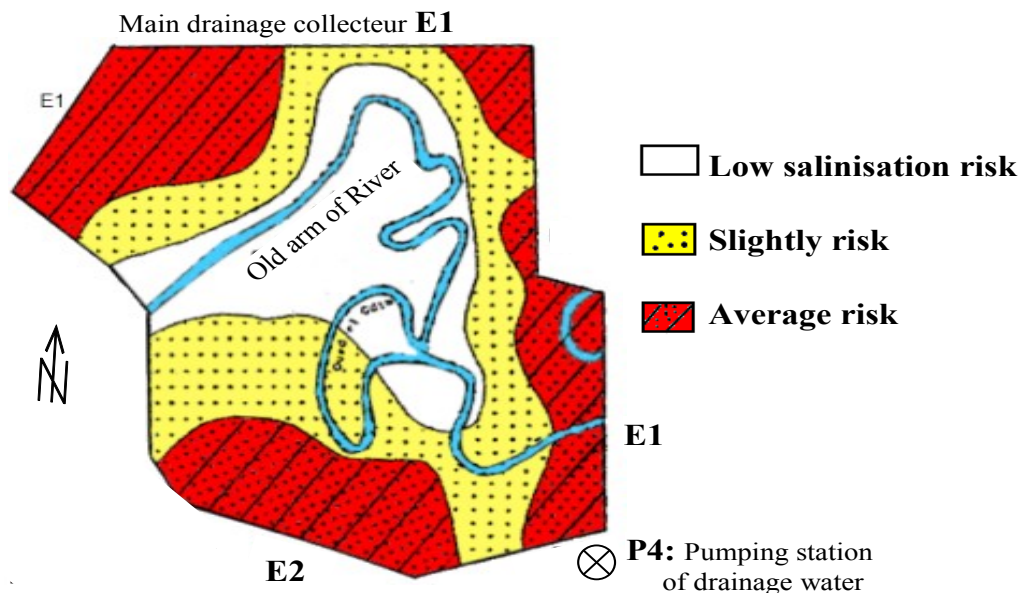 Main drainage collecteur E1
E1
Old arm of River
Low salinisation risk
Slightly risk
Average risk
N
E1
E2
P4: Pumping station
of drainage water